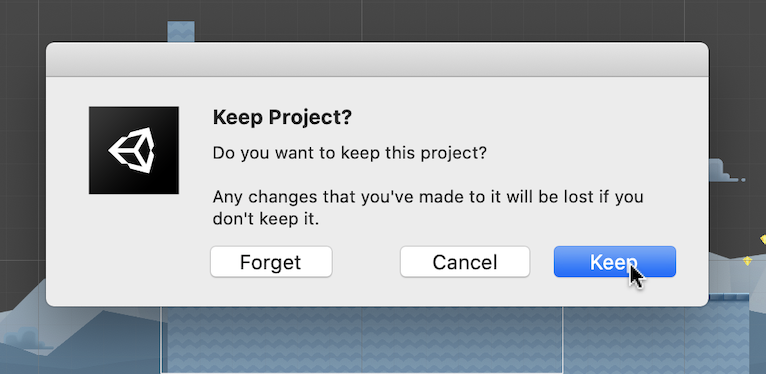 Keep Project?
Do you want to keep this project?
Any changes that you've made to it will be lost if you
don't keep it.
Forget
Cancel
Keep